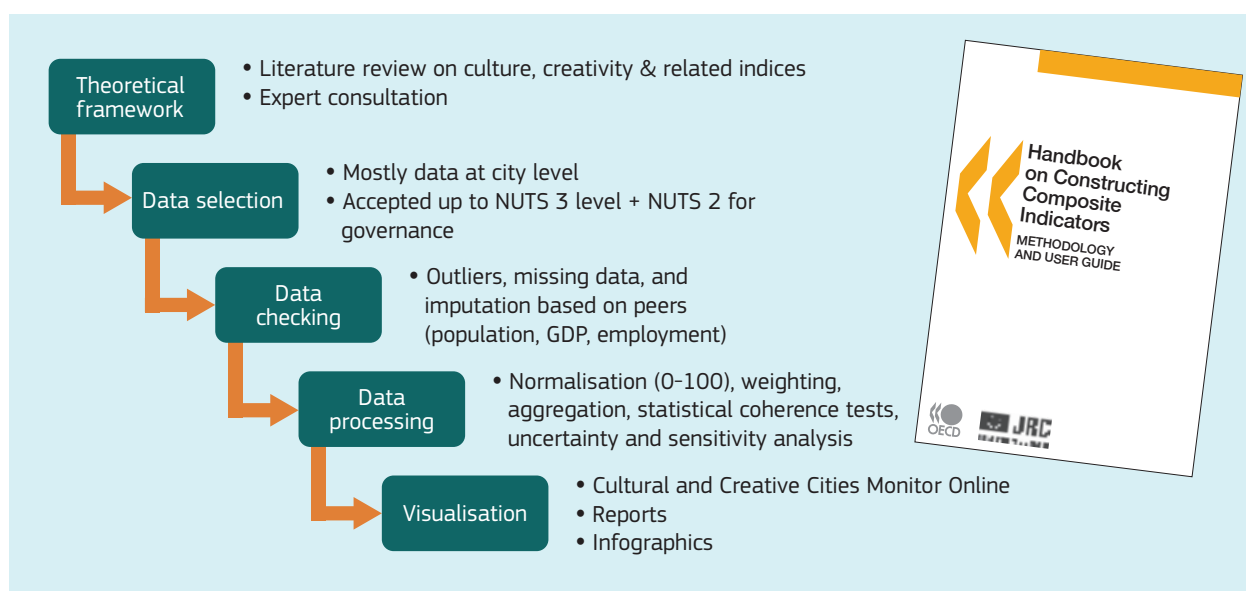 Theoretical
framework
• Literature review on culture, creativity & related indices
• Expert consultation
Data selection
• Mostly data at city level
• Accepted up to NUTS 3 level + NUTS 2 for
governance
Data
checking
• Outliers, missing data, and
imputation based on peers
(population, GDP, employment)
Data
processing
• Normalisation (0-100), weighting,
aggregation, statistical coherence tests,
uncertainty and sensitivity analysis
Visualisation
• Cultural and Creative Cities Monitor Online
• Reports
• Infographics
Handbook
on Constructing
Composite
Indicators
METHODOLOGY
AND USER GUIDE
OECD
JRC